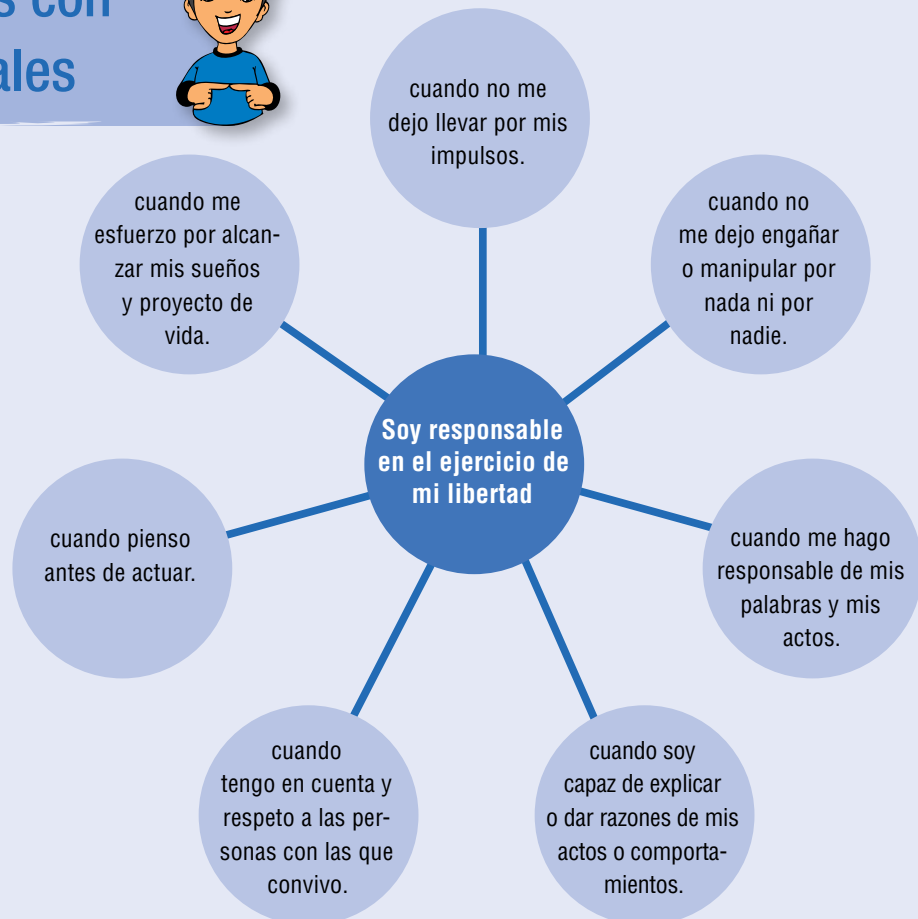 s con
ales
cuando no me
dejo llevar por mis
impulsos.
cuando no
me dejo engañar
o manipular por
nada ni por
nadie.
cuando me hago
responsable de mis
palabras y mis
actos.
cuando soy
capaz de explicar
o dar razones de mis
actos o comporta-
mientos.
cuando
tengo en cuenta y
respeto a las per-
sonas con las que
convivo.
cuando pienso
antes de actuar.
cuando me
esfuerzo por alcan-
zar mis sueños
y proyecto de
vida.
Soy responsable
en el ejercicio de
mi libertad